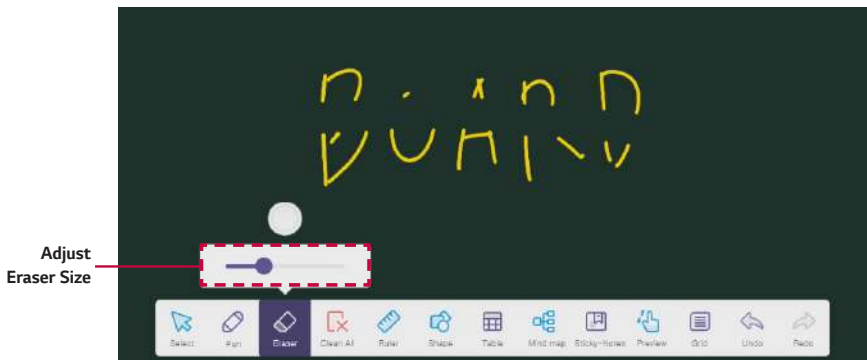 Adjust
Eraser Size
Select Pen Eraser Clean All Ruler Shape Table Mind map Sticky-Notes Preview Grid Undo Redo